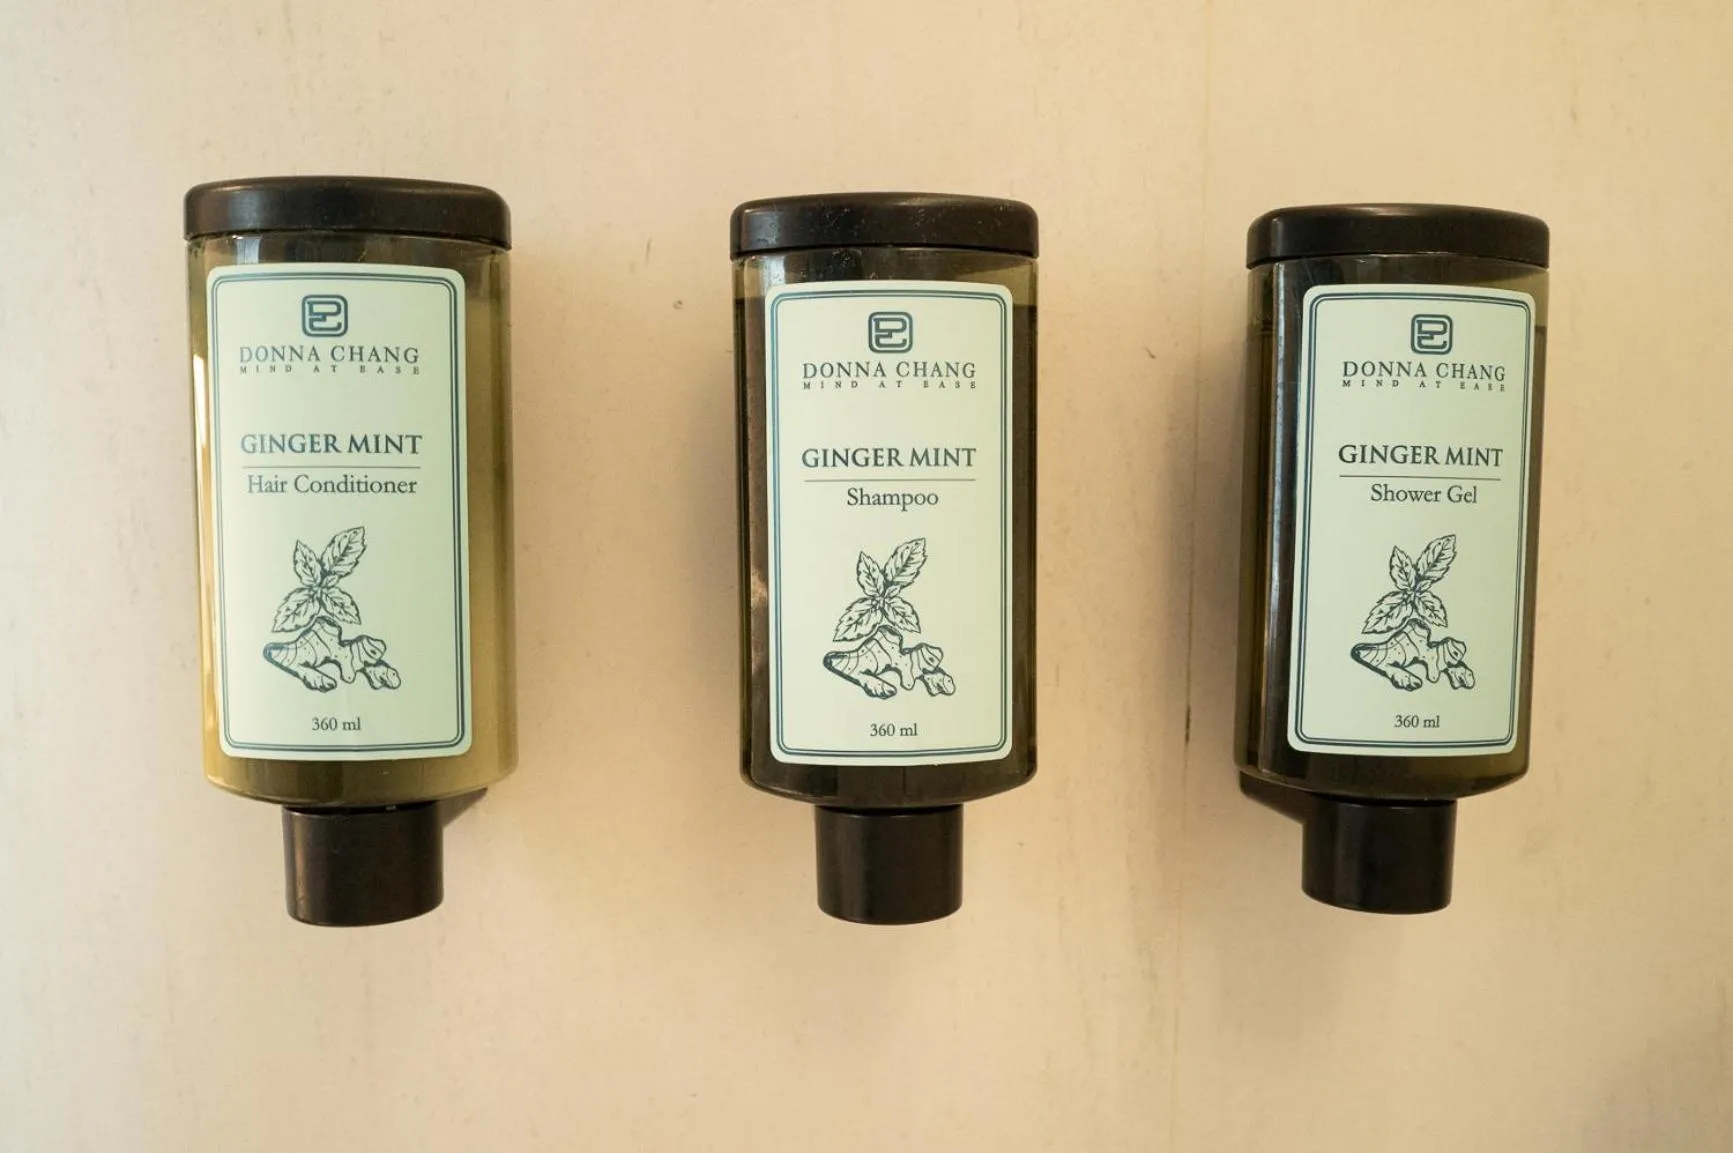 DONNA CHANG
MIND AT EASE
GINGER MINT
Hair Conditioner
360 ml
DONNA CHANG
MIND AT EASE
GINGER MINT
Shampoo
360 ml
DONNA CHANG
MIND AT EASE
GINGER MINT
Shower Gel
360 ml